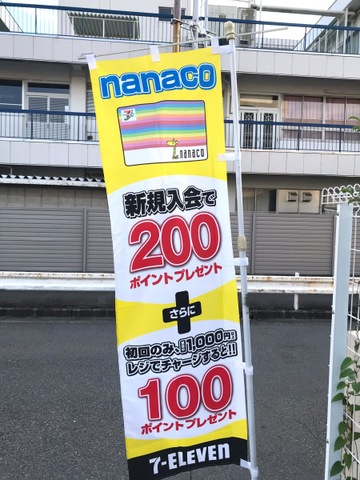 nanaco
7
nanaco
新規入会で
200
ポイントプレゼント
+
さらに
初回のみ、1,000円を
レジでチャージすると!!
100
ポイントプレゼント
7-ELEVEN